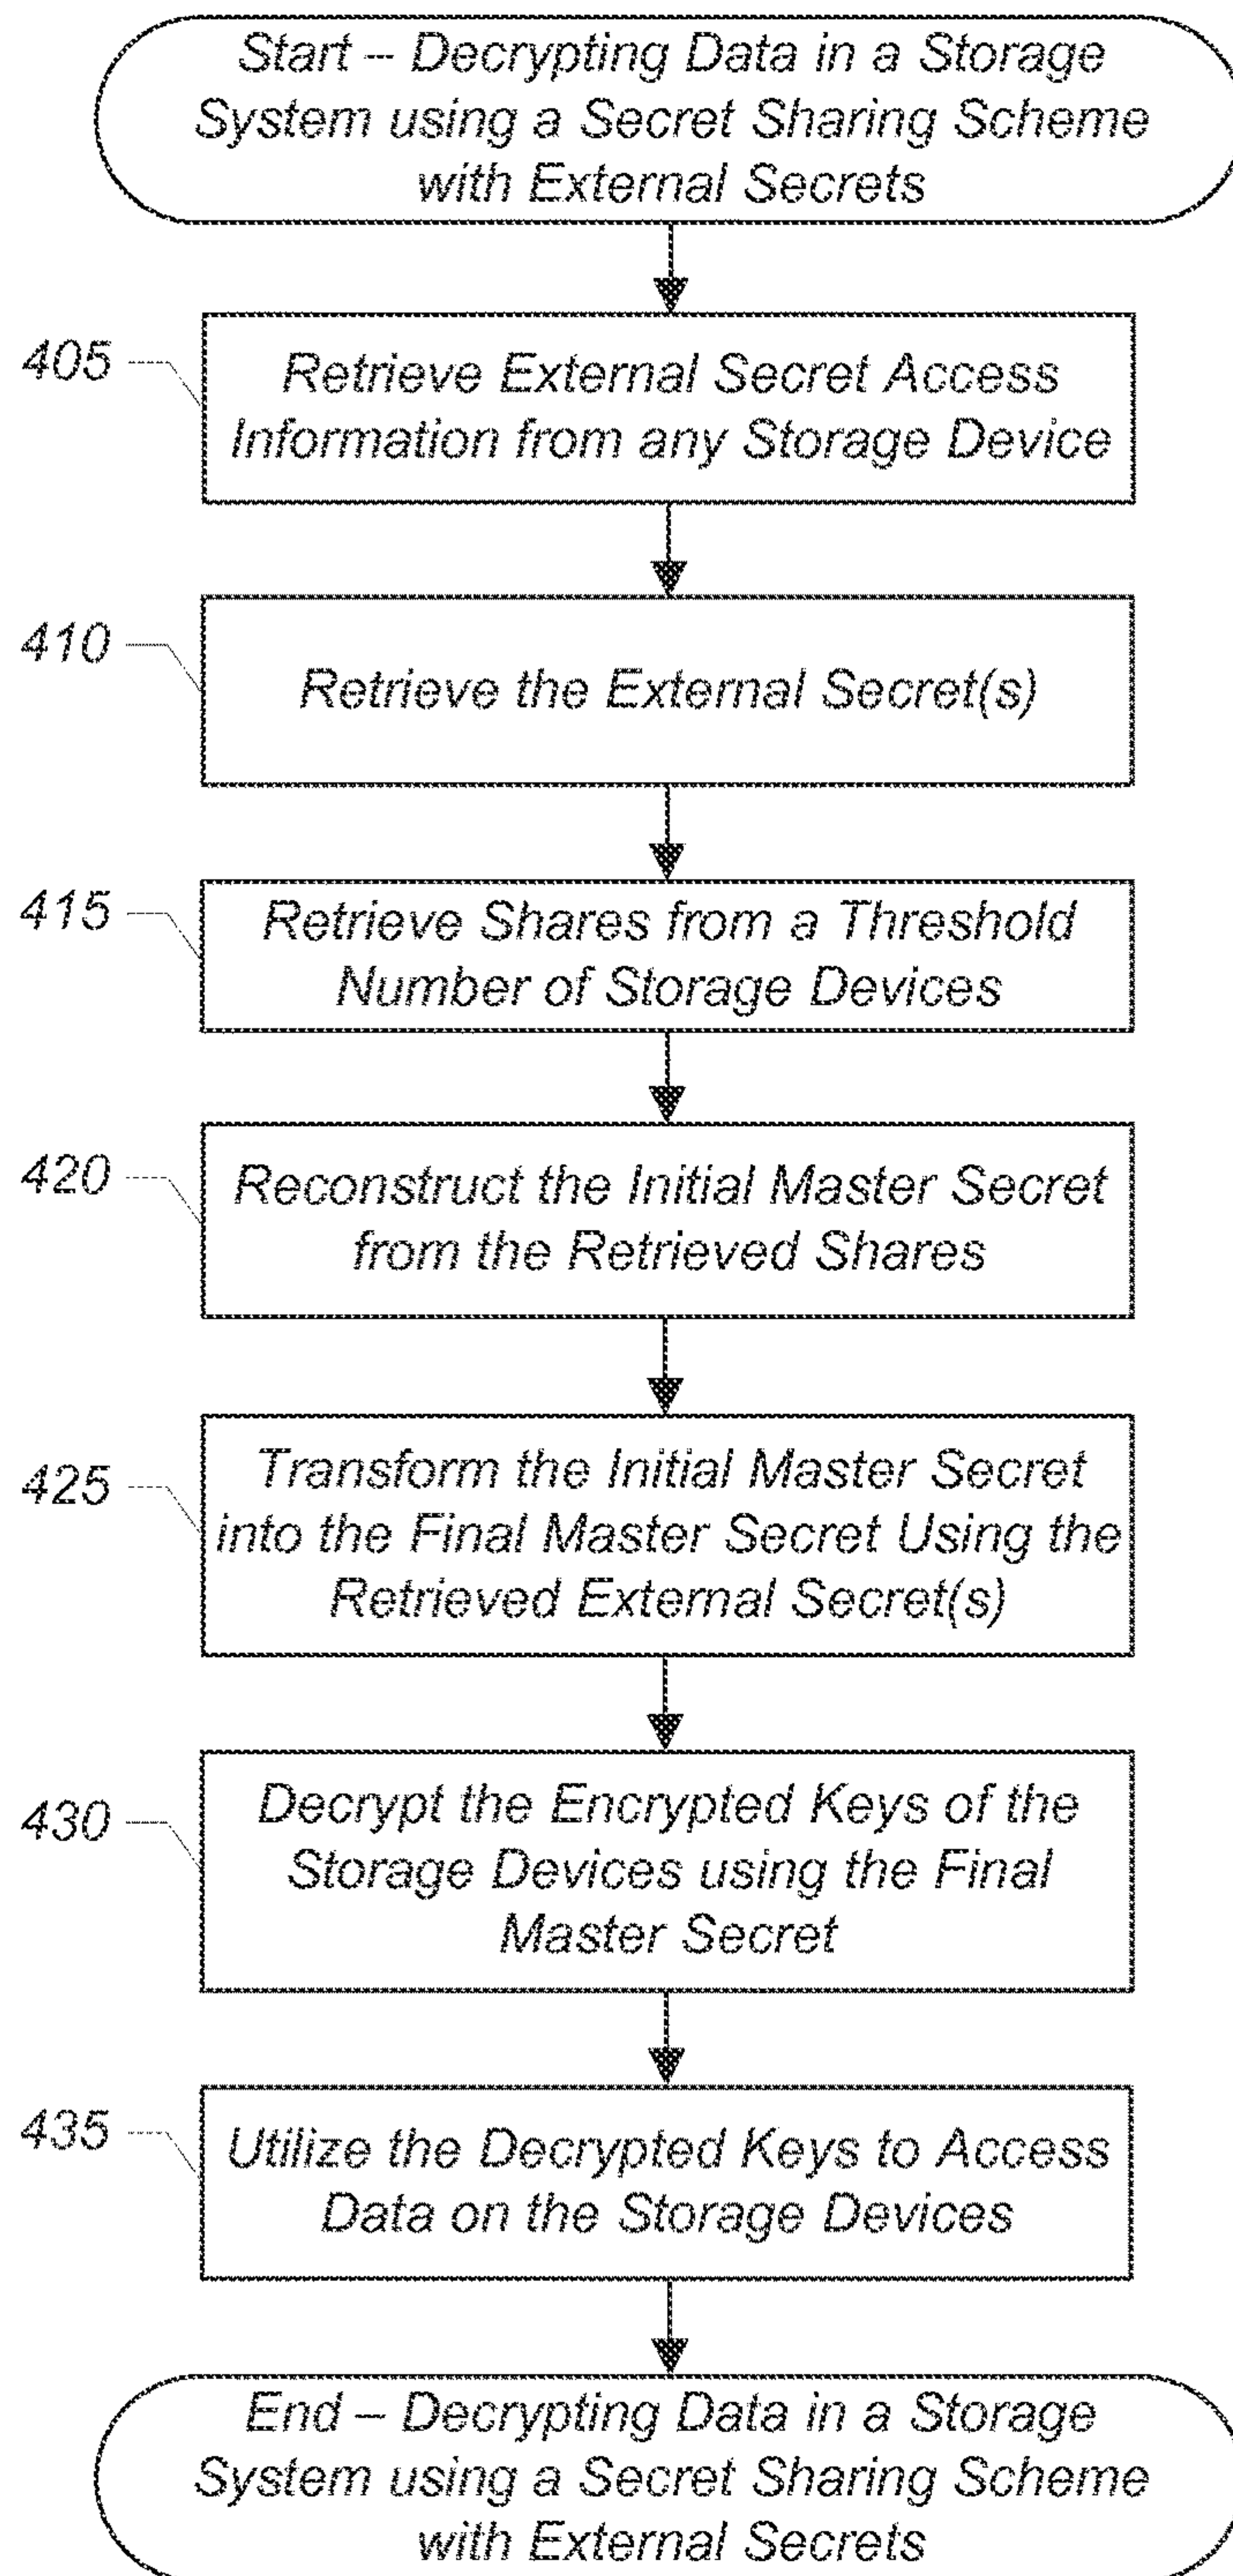 Start -- Decrypting Data in a Storage
System using a Secret Sharing Scheme
with External Secrets
405
Retrieve External Secret Access
Information from any Storage Device
410
Retrieve the External Secret(s)
415
Retrieve Shares from a Threshold
Number of Storage Devices
420
Reconstruct the Initial Master Secret
from the Retrieved Shares
425
Transform the Initial Master Secret
into the Final Master Secret Using the
Retrieved External Secret(s)
430
Decrypt the Encrypted Keys of the
Storage Devices using the Final
Master Secret
435
Utilize the Decrypted Keys to Access
Data on the Storage Devices
End – Decrypting Data in a Storage
System using a Secret Sharing Scheme
with External Secrets